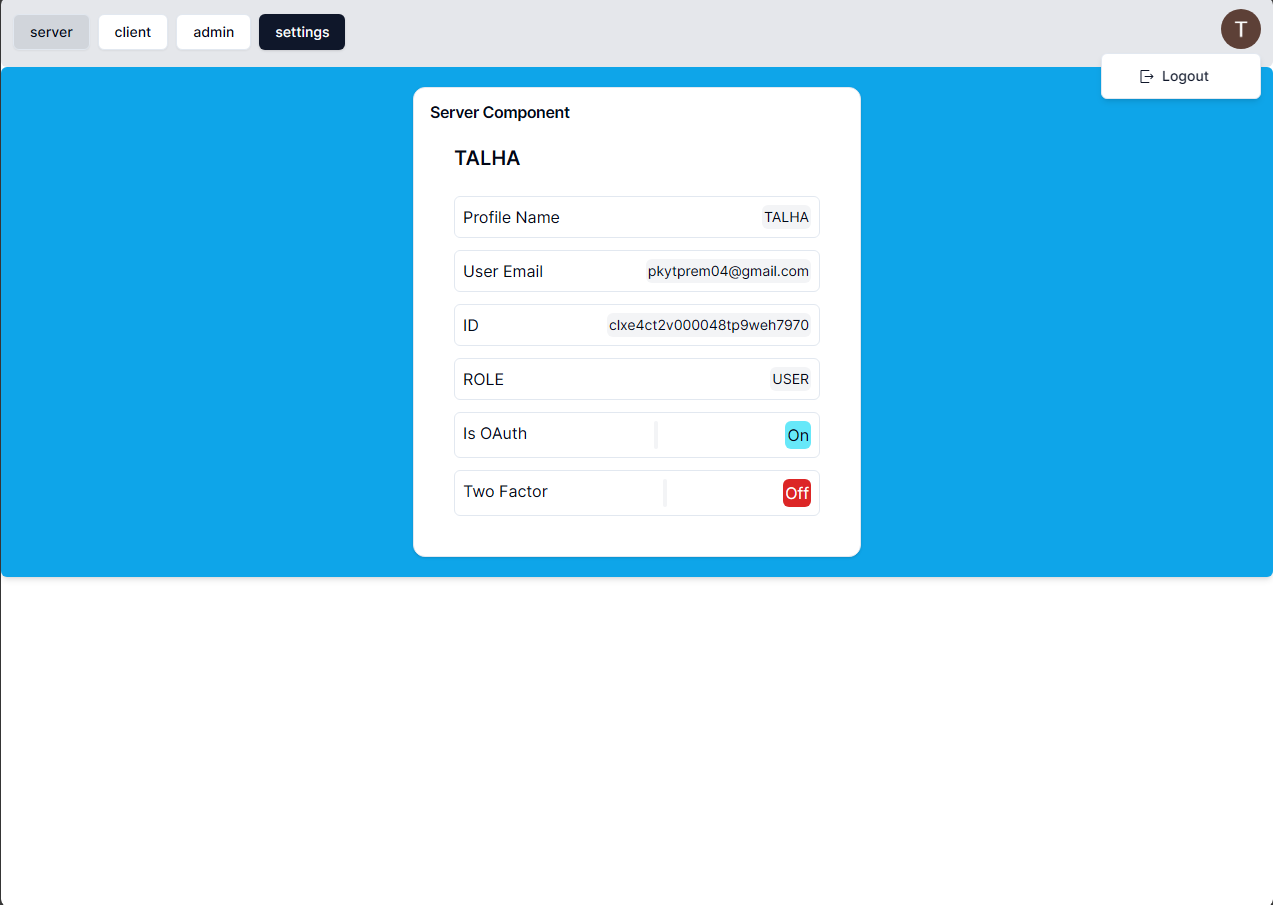 server client admin settings T
Logout
Server Component
TALHA
Profile Name TALHA
User Email pkytprem04@gmail.com
ID clxe4ct2v000048tp9weh7970
ROLE USER
Is OAuth On
Two Factor Off